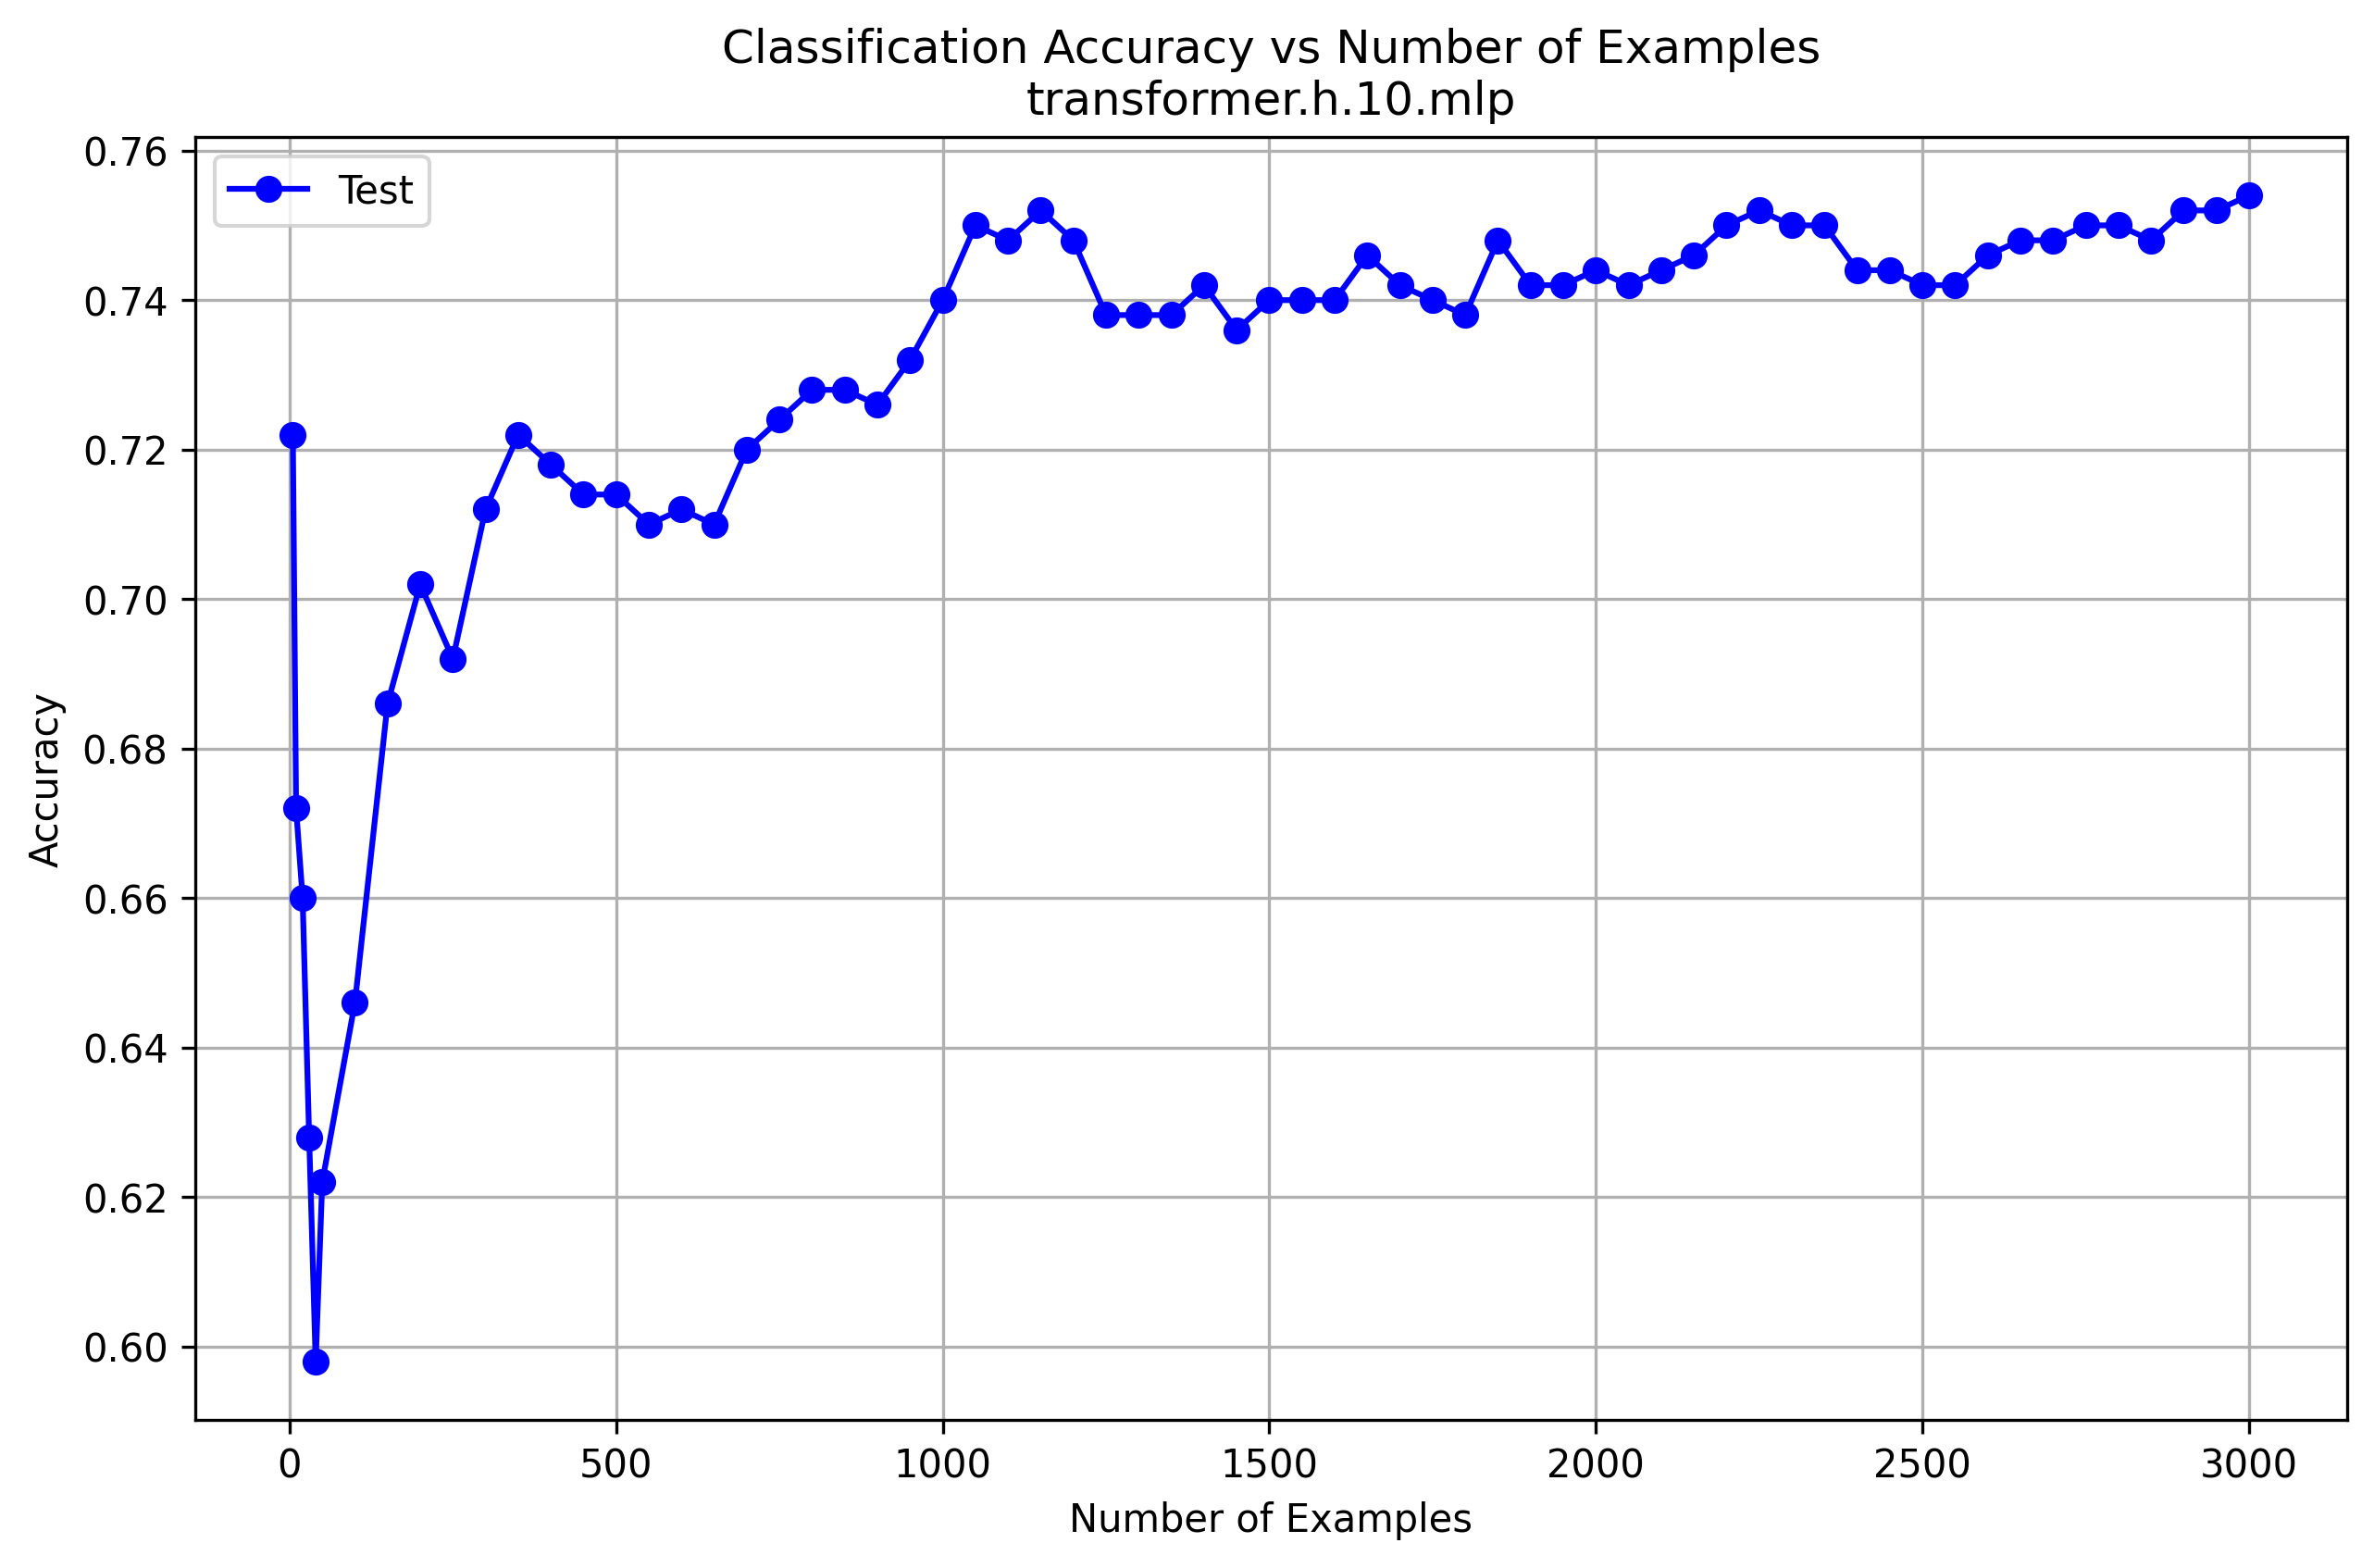 Classification Accuracy vs Number of Examples
transformer.h.10.mlp
Test
Accuracy
0.76
0.74
0.72
0.70
0.68
0.66
0.64
0.62
0.60
0 500 1000 1500 2000 2500 3000
Number of Examples